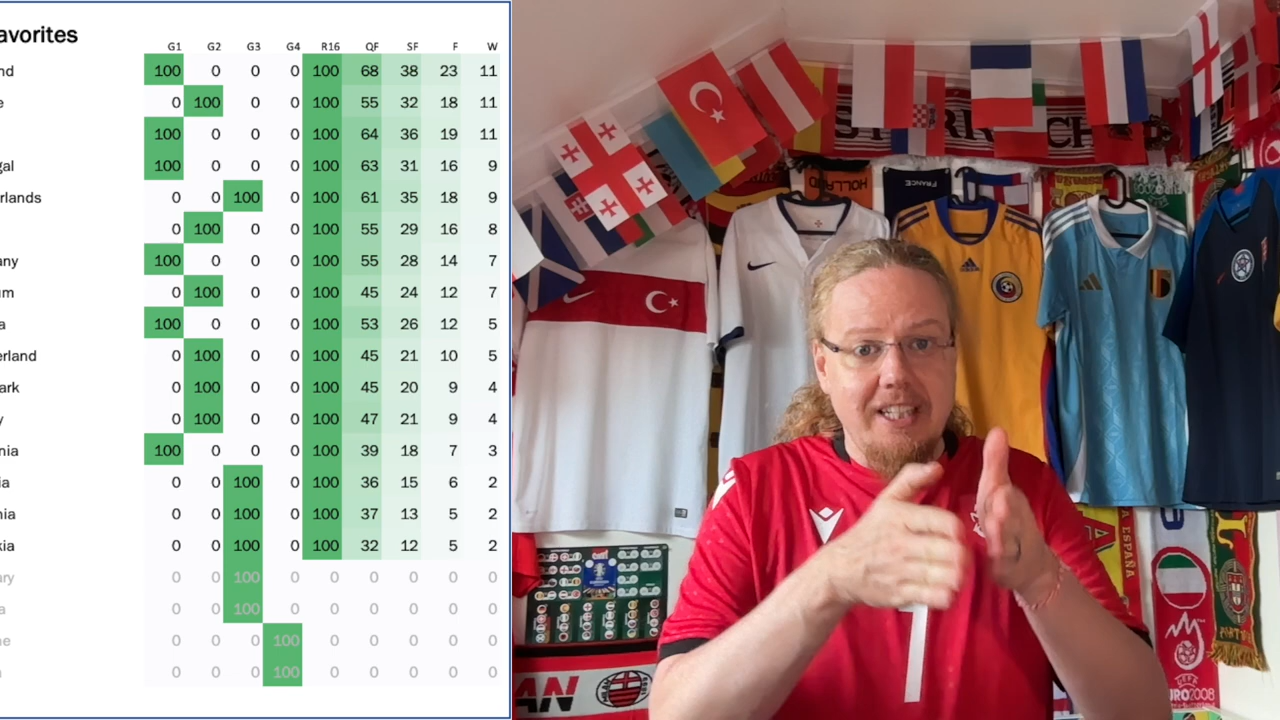 avorites
G1 G2 G3 G4 R16 QF SF F W
nd 100 0 0 0 100 68 38 23 11
e 0 100 0 0 100 55 32 18 11
100 0 0 0 100 64 36 19 11
gal 100 0 0 0 100 63 31 16 9
rlands 0 0 100 0 100 61 35 18 9
0 100 0 0 100 55 29 16 8
any 100 0 0 0 100 55 28 14 7
um 0 100 0 0 100 45 24 12 7
a 100 0 0 0 100 53 26 12 5
erland 0 100 0 0 100 45 21 10 5
ark 0 100 0 0 100 45 20 9 4
y 0 100 0 0 100 47 21 9 4
nia 100 0 0 0 100 39 18 7 3
ia 0 0 100 0 100 36 15 6 2
nia 0 0 100 0 100 37 13 5 2
kia 0 0 100 0 100 32 12 5 2
ary 0 0 100 0 0 0 0 0 0
a 0 0 100 0 0 0 0 0 0
ne 0 0 0 100 0 0 0 0 0
0 0 0 100 0 0 0 0 0
HOLLAND
FRANCE
ESPAÑA
AN
UEFA
EURO2008